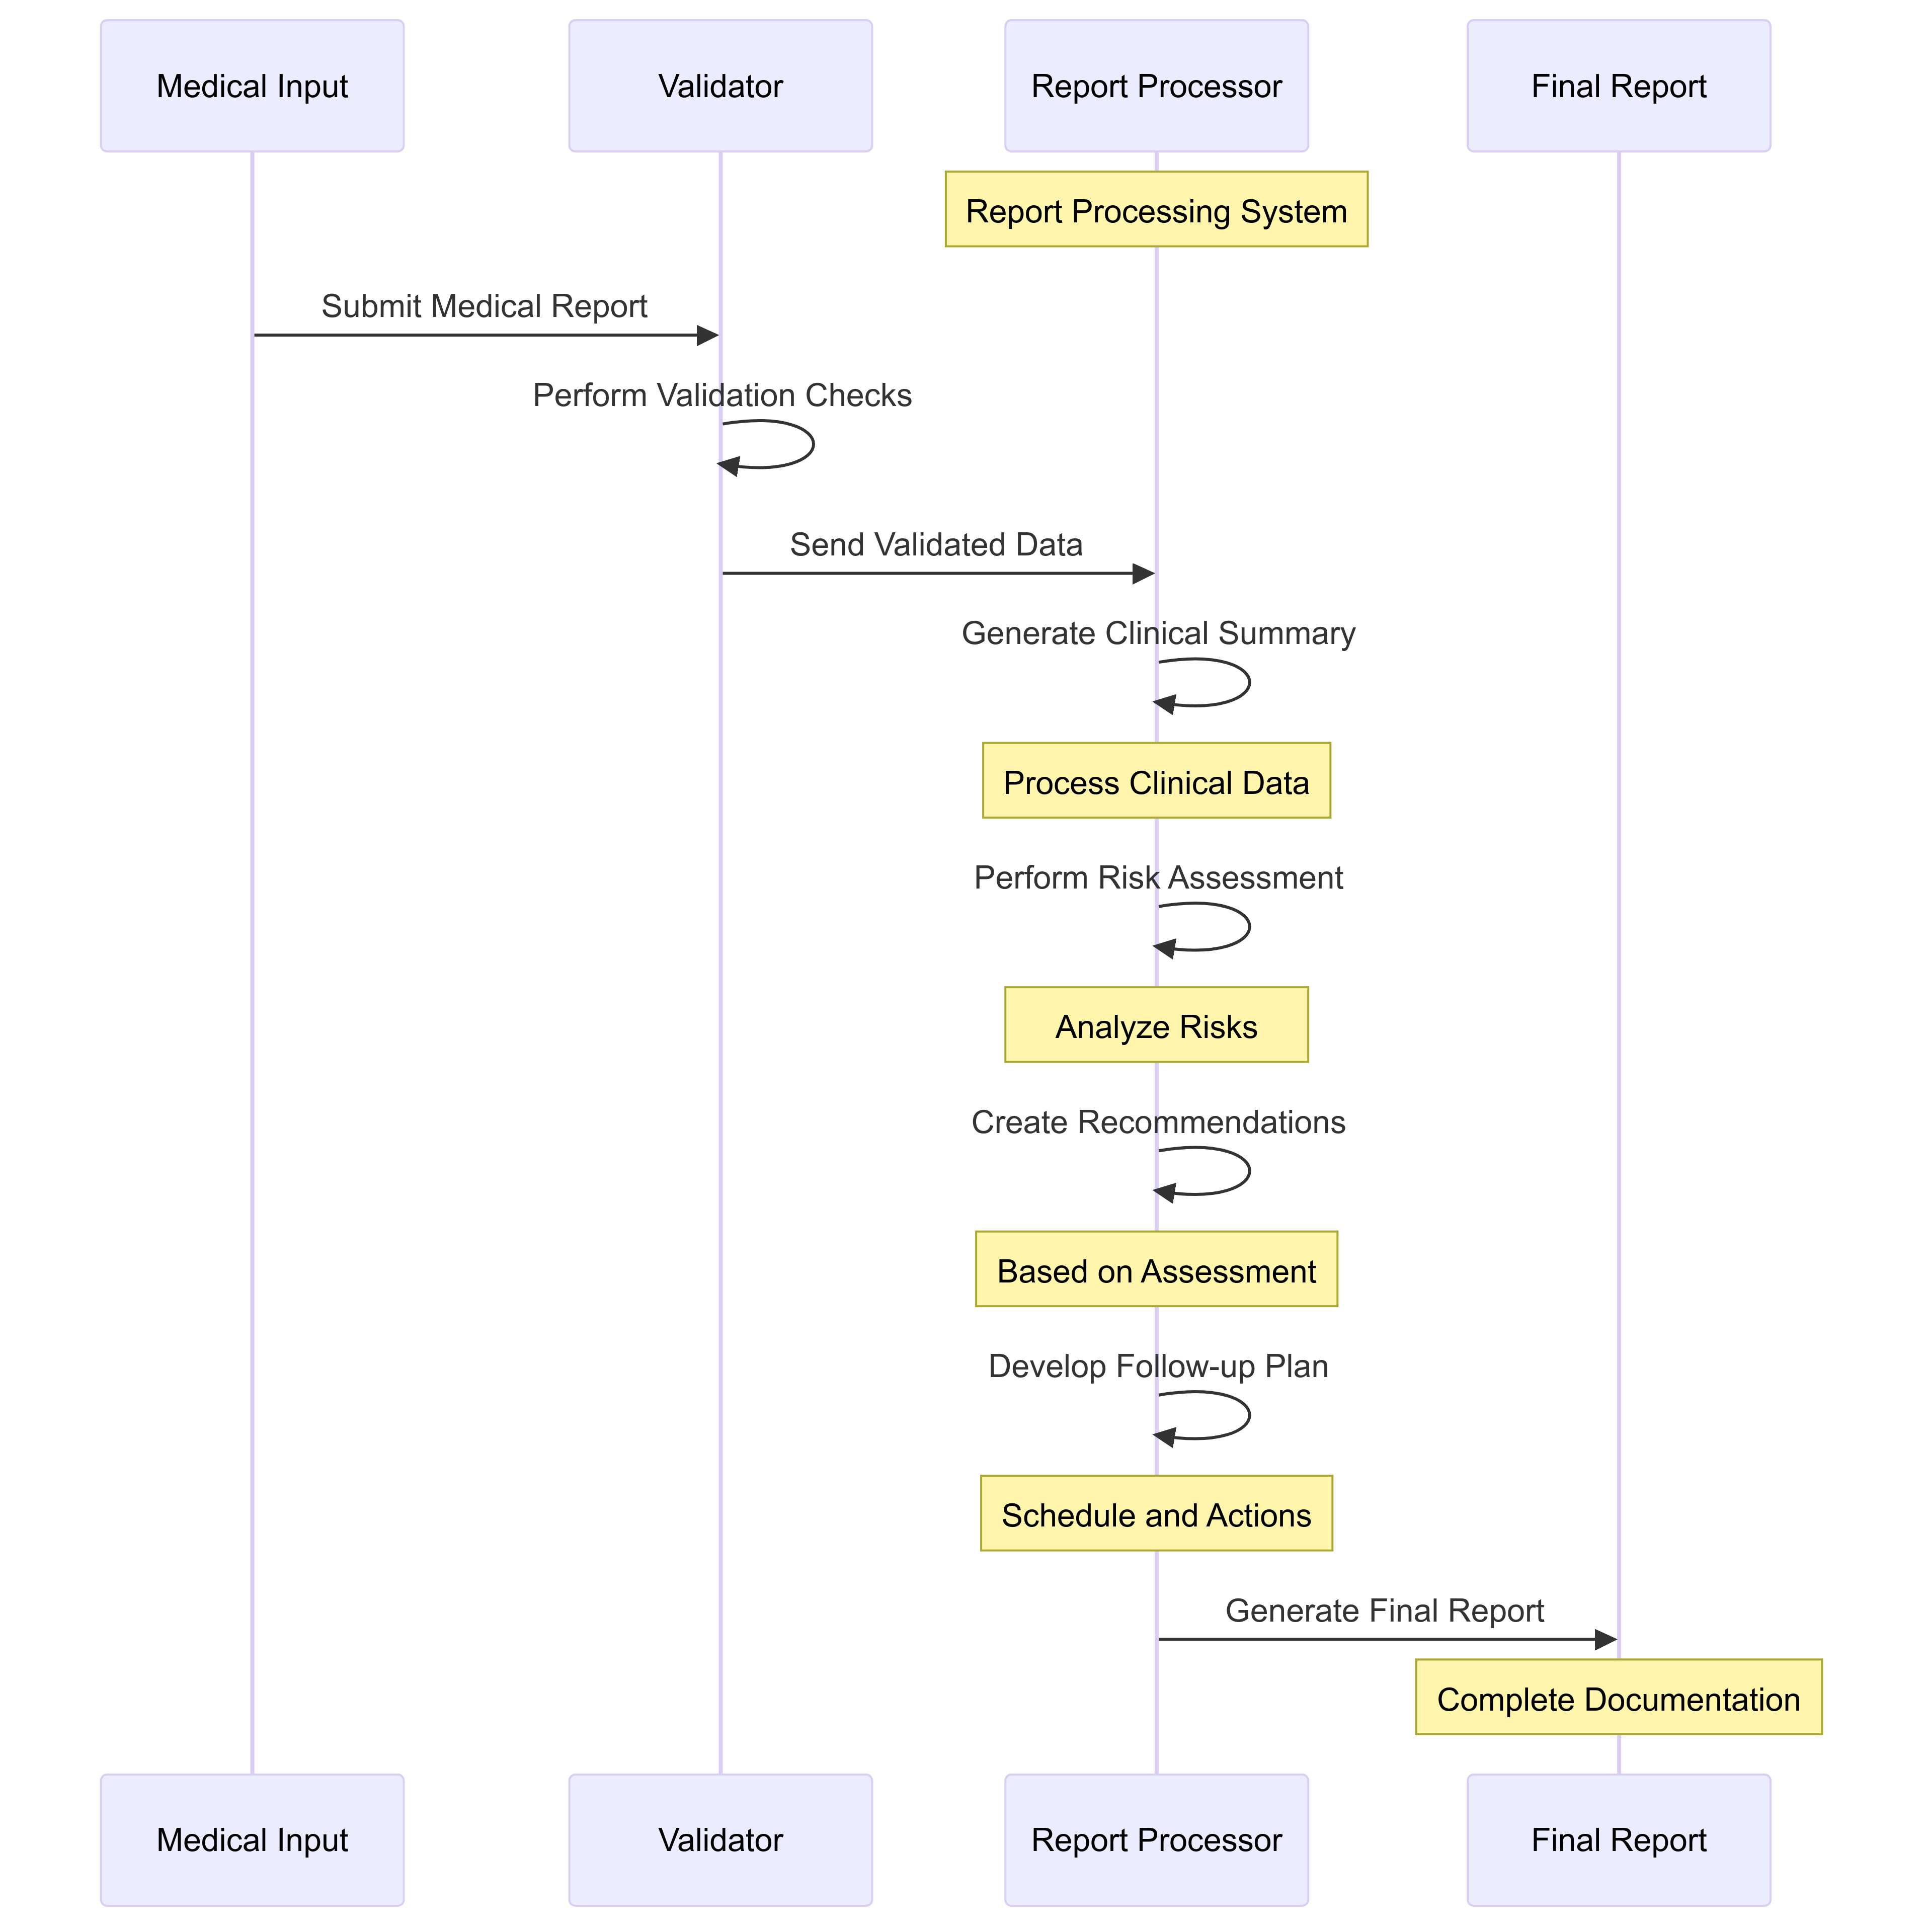 Medical Input
Validator
Report Processor
Final Report
Report Processing System
Submit Medical Report
Perform Validation Checks
Send Validated Data
Generate Clinical Summary
Process Clinical Data
Perform Risk Assessment
Analyze Risks
Create Recommendations
Based on Assessment
Develop Follow-up Plan
Schedule and Actions
Generate Final Report
Complete Documentation
Medical Input
Validator
Report Processor
Final Report